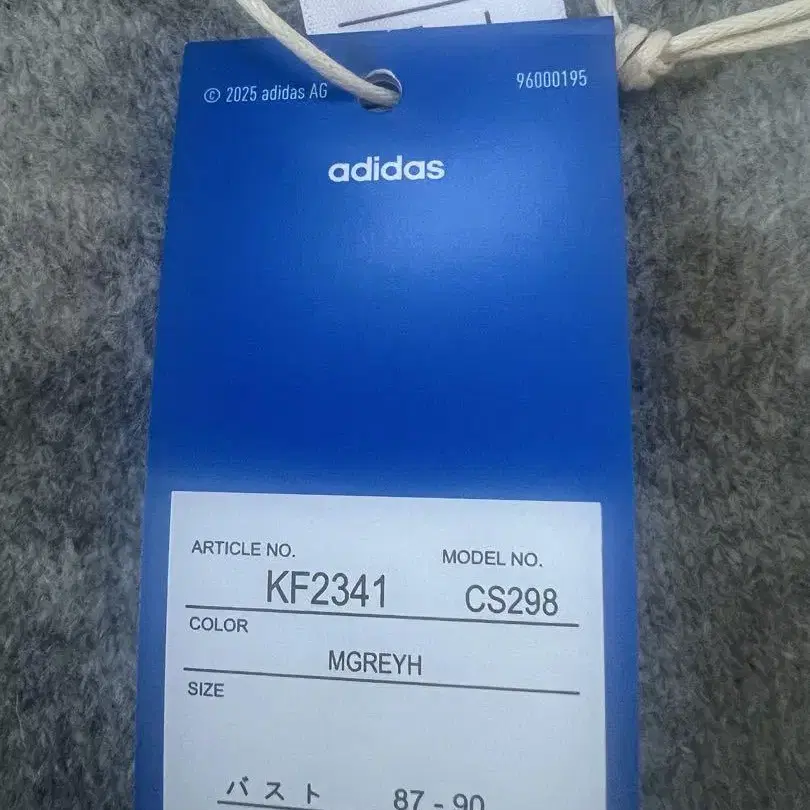 © 2025 adidas AG 96000195
adidas
ARTICLE NO. MODEL NO.
KF2341 CS298
COLOR
MGREYH
SIZE
バスト 87 - 90